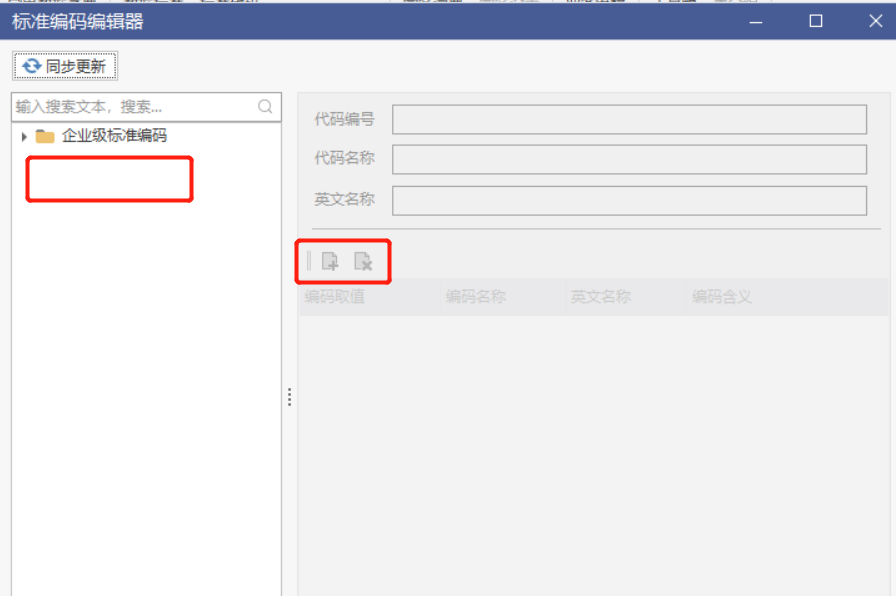 标准编码编辑器
同步更新
输入搜索文本，搜索...
企业级标准编码
代码编号
代码名称
英文名称
编码取值 编码名称 英文名称 编码含义